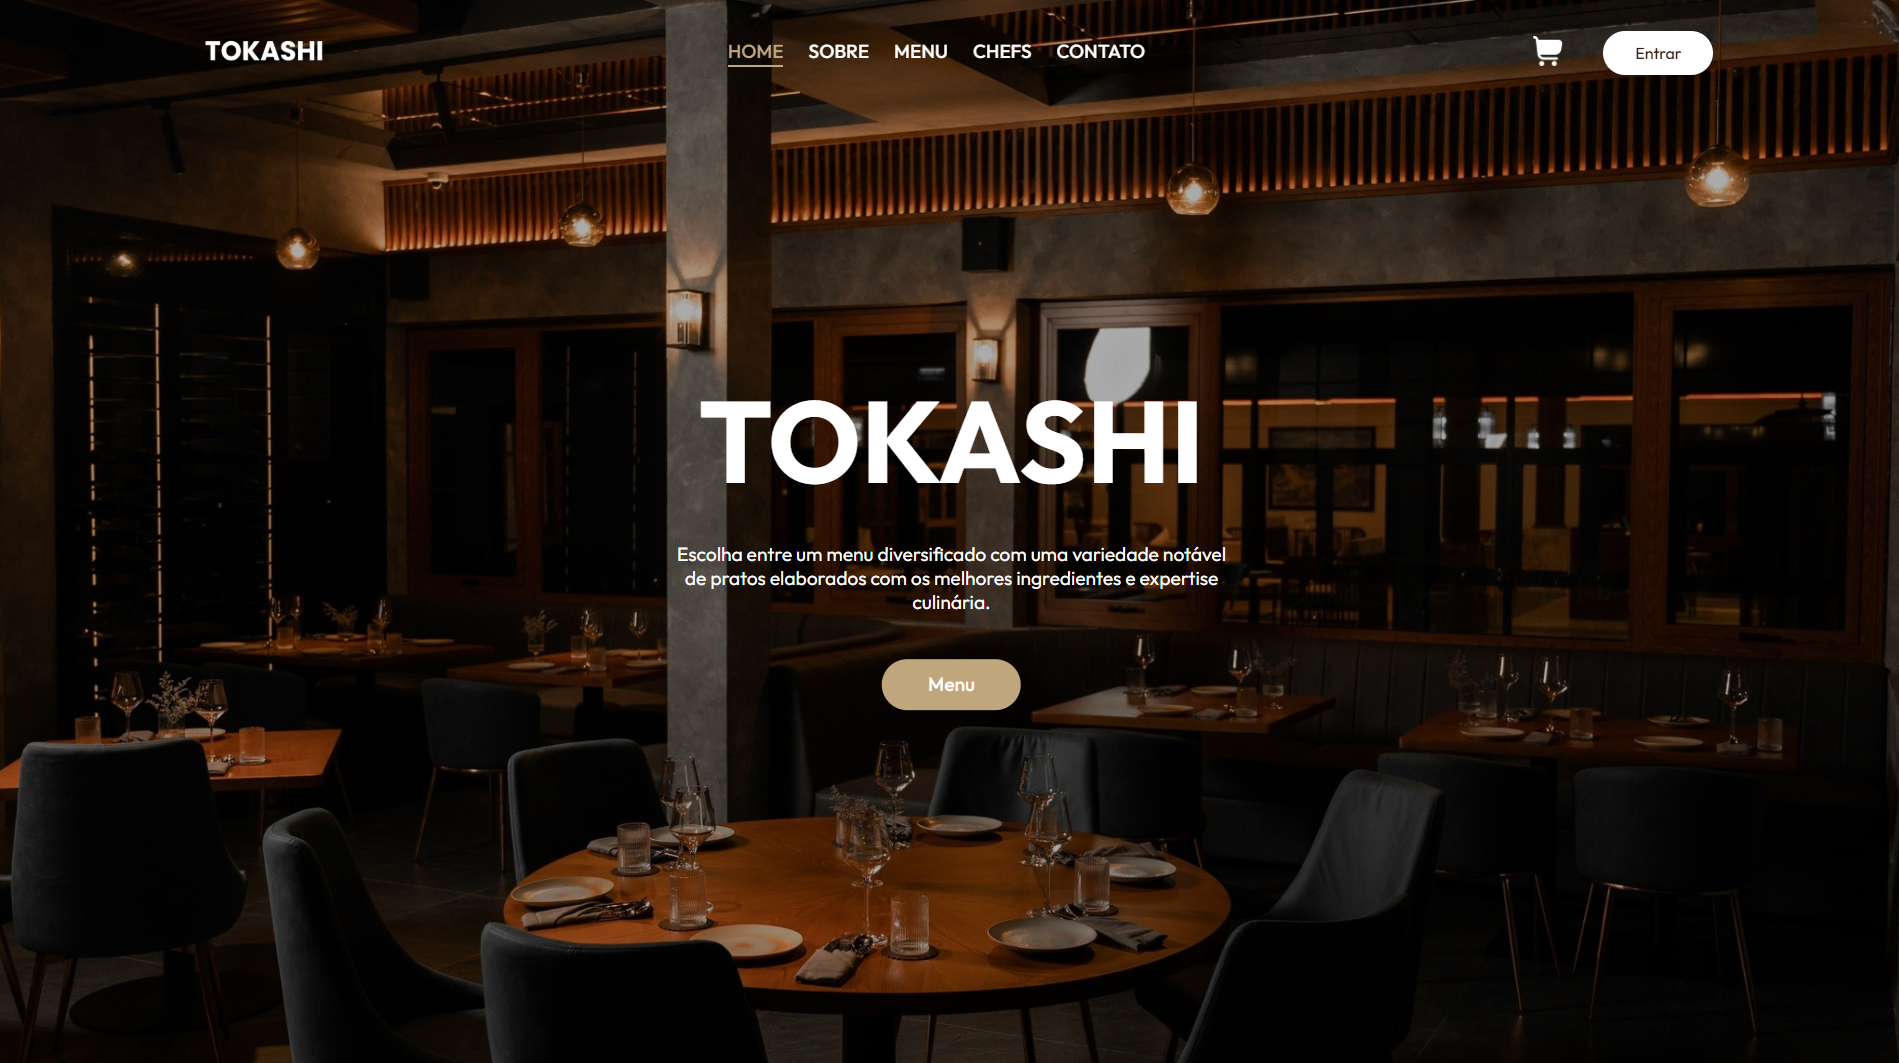 TOKASHI
HOME SOBRE MENU CHEFS CONTATO
Entrar
TOKASHI
Escolha entre um menu diversificado com uma variedade notável
de pratos elaborados com os melhores ingredientes e expertise
culinária.
Menu